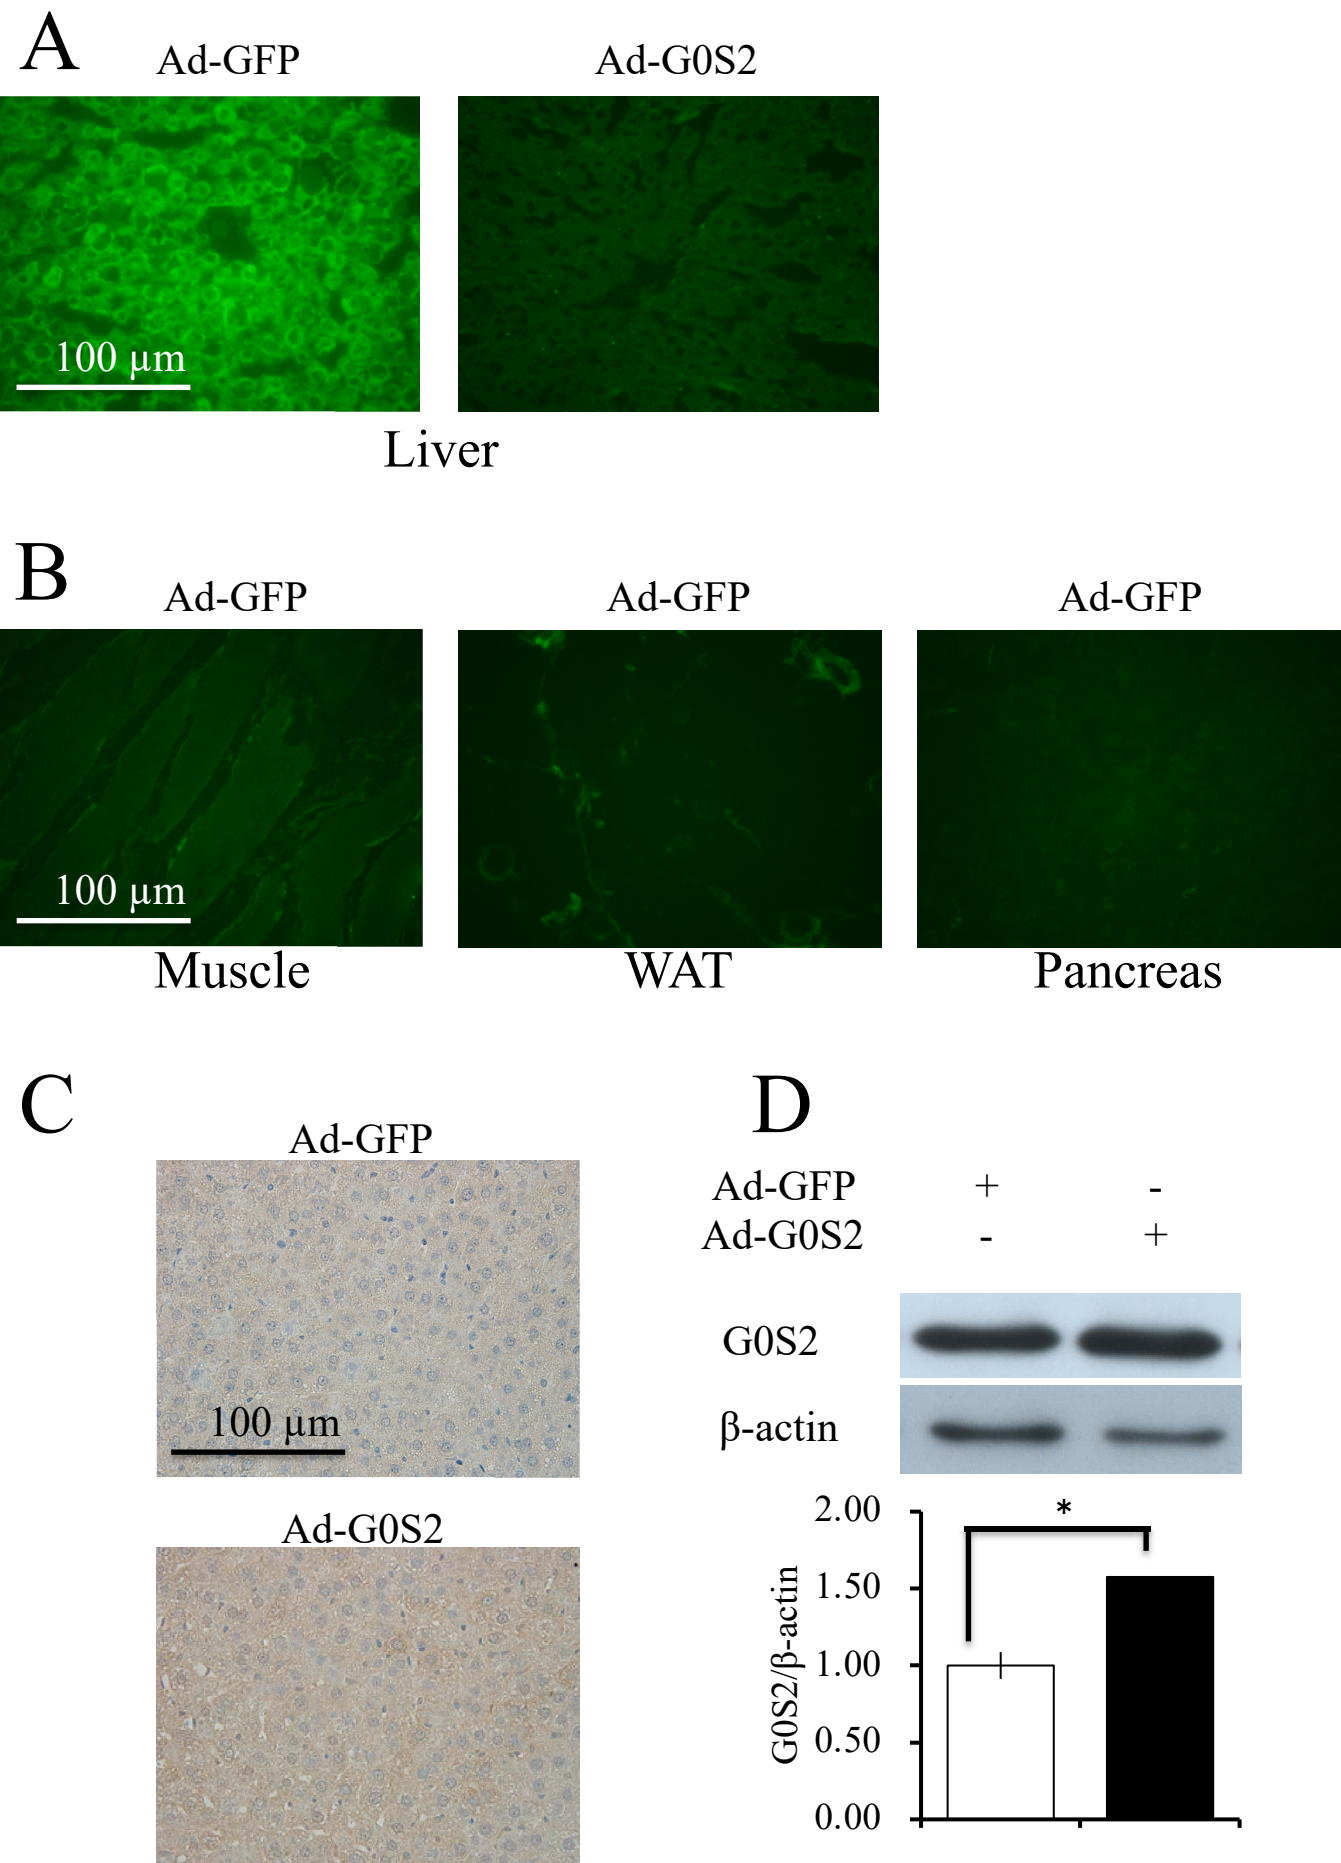 A
Ad-GFP Ad-G0S2
100 µm
Liver
B
Ad-GFP Ad-GFP Ad-GFP
100 µm
Muscle WAT Pancreas
C
Ad-GFP
100 µm
Ad-G0S2
D
Ad-GFP + -
Ad-G0S2 - +
G0S2
β-actin
*
G0S2/β-actin
2.00
1.50
1.00
0.50
0.00